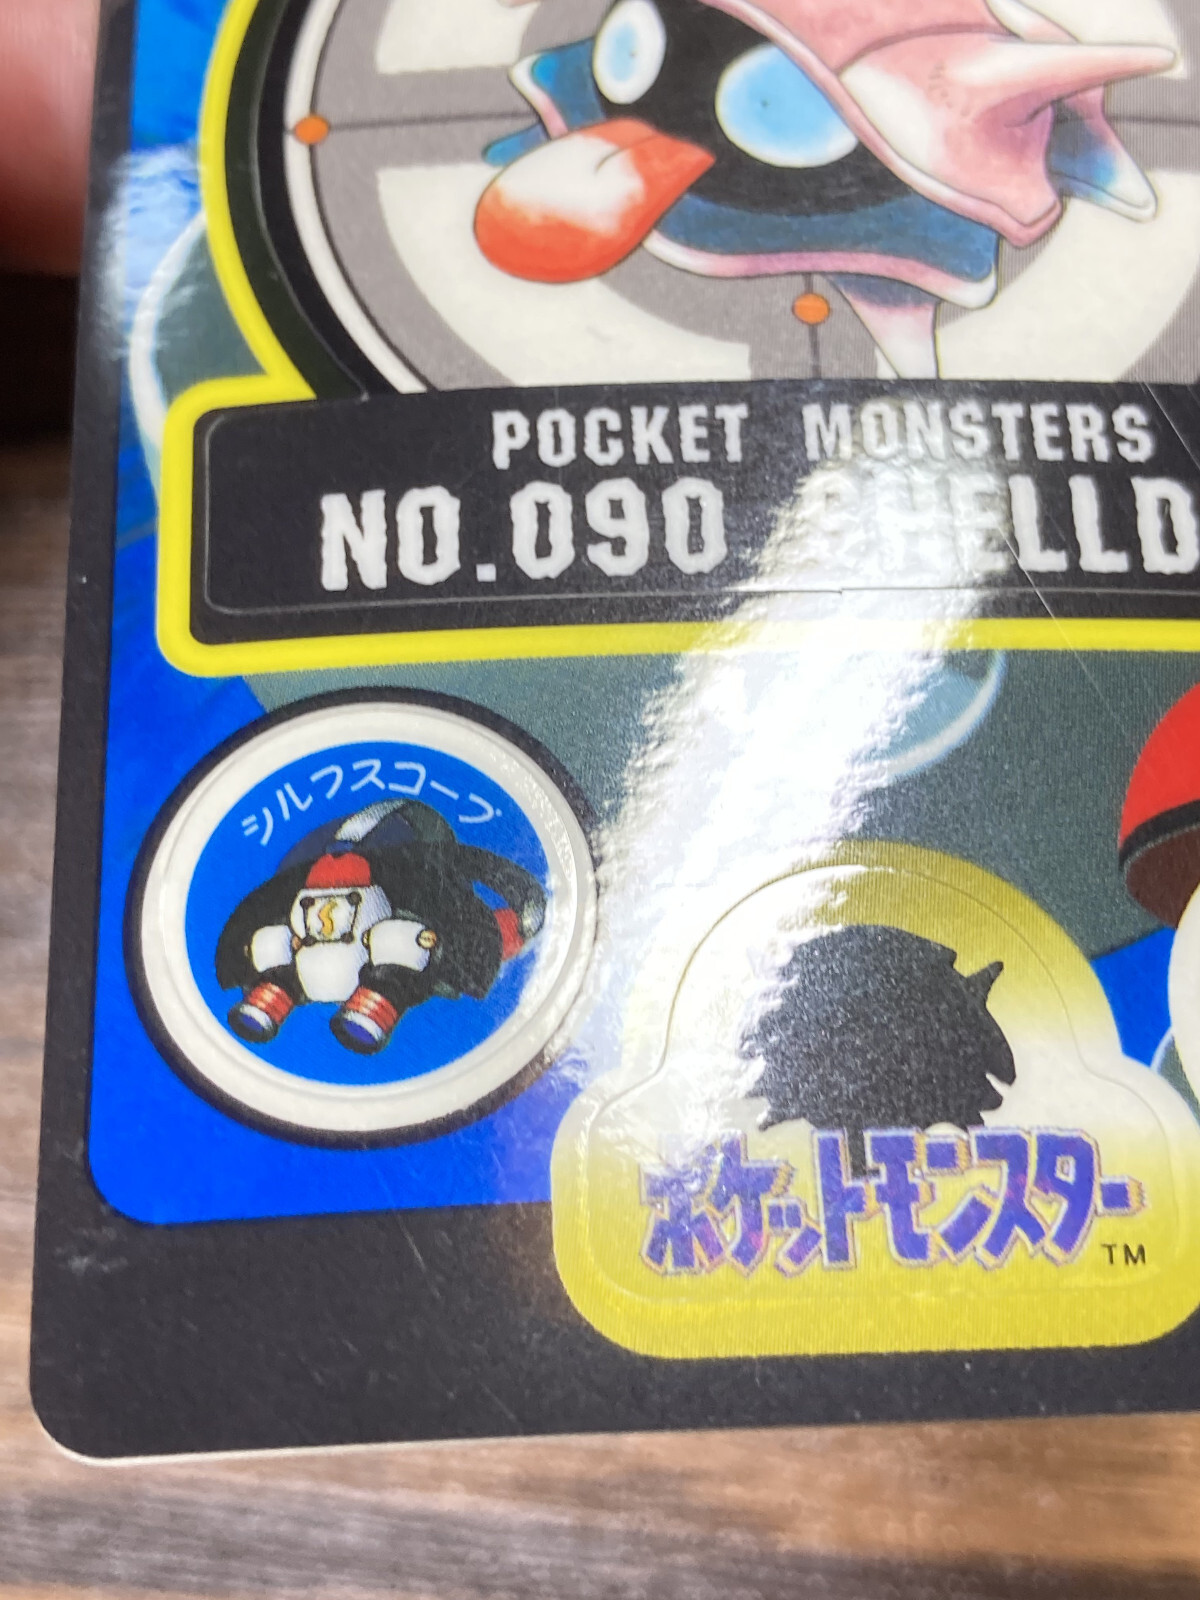 POCKET MONSTERS
NO.090 SHELLD
シルフスコープ
S
ポケットモンスター
TM